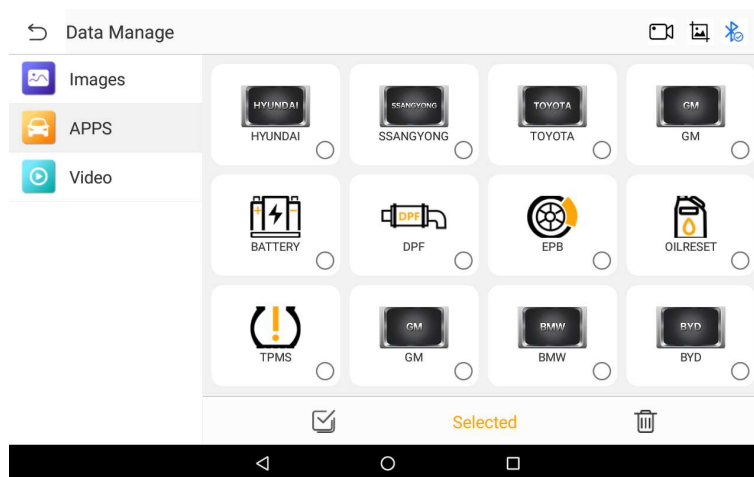 Data Manage
Images
APPS
Video
HYUNDAI SSANGYONG TOYOTA GM
HYUNDAI SSANGYONG TOYOTA GM
DPF
BATTERY DPF EPB OILRESET
GM BMW BYD
TPMS GM BMW BYD
Selected